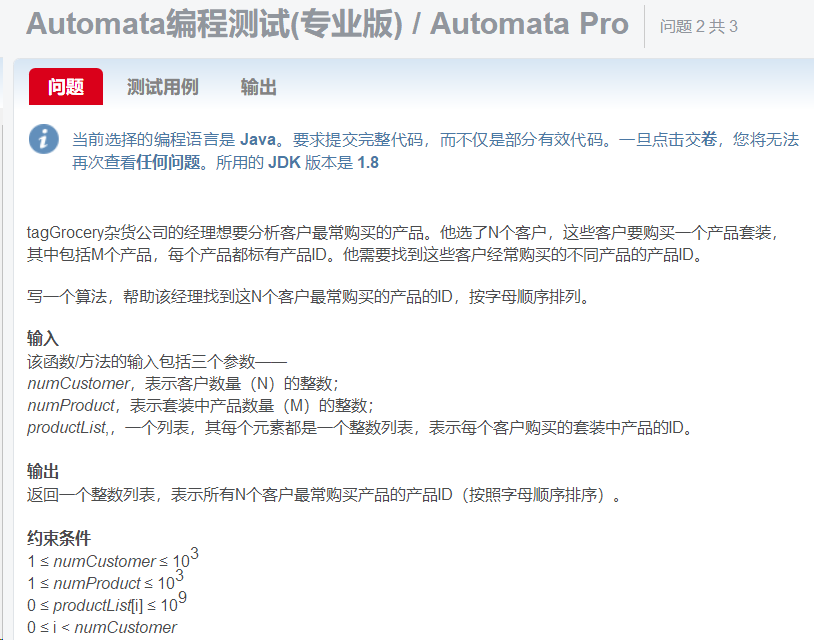 Automata编程测试(专业版) / Automata Pro 问题 2 共 3
问题 测试用例 输出
i 当前选择的编程语言是 Java。要求提交完整代码，而不仅是部分有效代码。一旦点击交卷，您将无法
再次查看任何问题。所用的 JDK 版本是 1.8
tagGrocery杂货公司的经理想要分析客户最常购买的产品。他选了N个客户，这些客户要购买一个产品套装，
其中包括M个产品，每个产品都标有产品ID。他需要找到这些客户经常购买的不同产品的产品ID。
写一个算法，帮助该经理找到这N个客户最常购买的产品的ID，按字母顺序排列。
输入
该函数/方法的输入包括三个参数——
numCustomer，表示客户数量（N）的整数；
numProduct，表示套装中产品数量（M）的整数；
productList,，一个列表，其每个元素都是一个整数列表，表示每个客户购买的套装中产品的ID。
输出
返回一个整数列表，表示所有N个客户最常购买产品的产品ID（按照字母顺序排序）。
约束条件
1 ≤ numCustomer ≤ 10³
1 ≤ numProduct ≤ 10³
0 ≤ productList[i] ≤ 10⁹
0 ≤ i < numCustomer